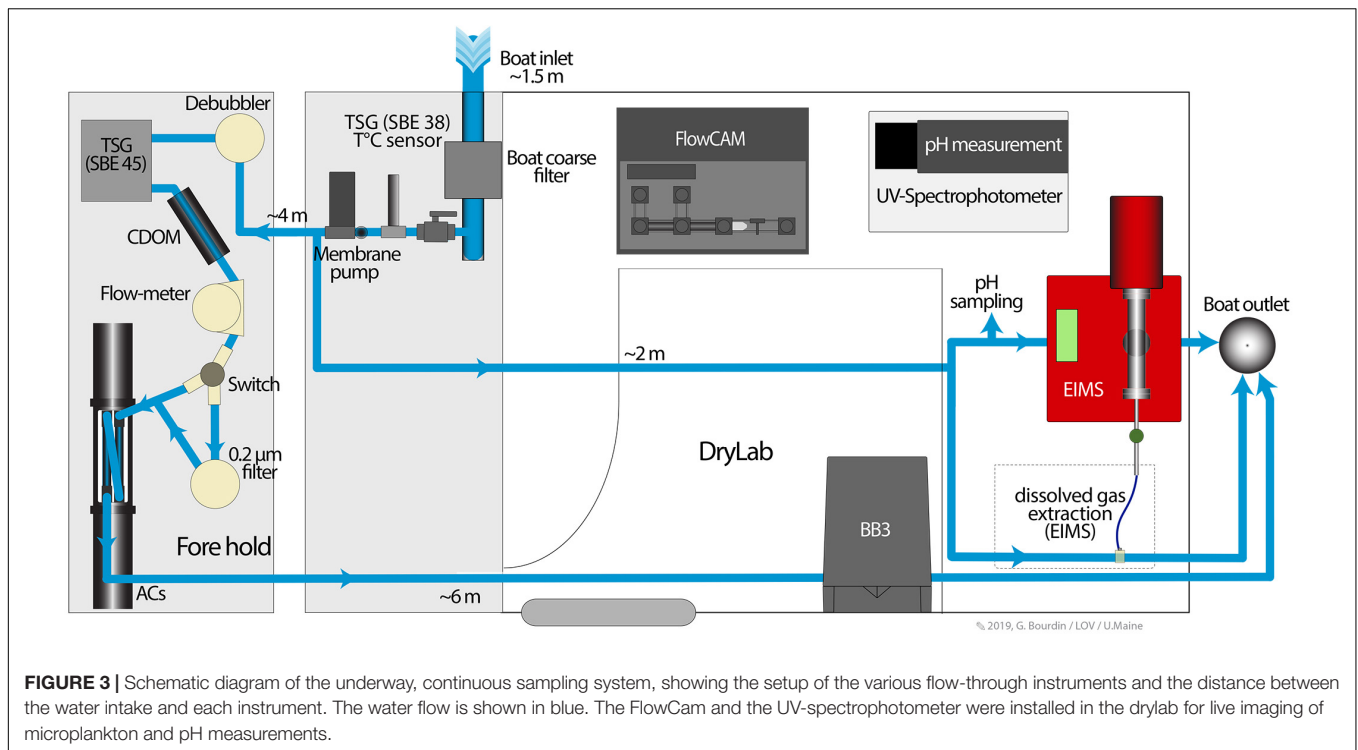 Boat inlet
~1.5 m
Debubbler
TSG
(SBE 45)
TSG (SBE 38)
T°C sensor
Boat coarse
filter
FlowCAM
pH measurement
UV-Spectrophotometer
~4 m
CDOM
Membrane
pump
Flow-meter
pH
sampling
Boat outlet
~2 m
Switch
EIMS
0.2 µm
filter
DryLab
dissolved gas
extraction
(EIMS)
BB3
Fore hold
ACs
~6 m
✎ 2019, G. Bourdin / LOV / U.Maine
FIGURE 3 | Schematic diagram of the underway, continuous sampling system, showing the setup of the various flow-through instruments and the distance between
the water intake and each instrument. The water flow is shown in blue. The FlowCam and the UV-spectrophotometer were installed in the drylab for live imaging of
microplankton and pH measurements.